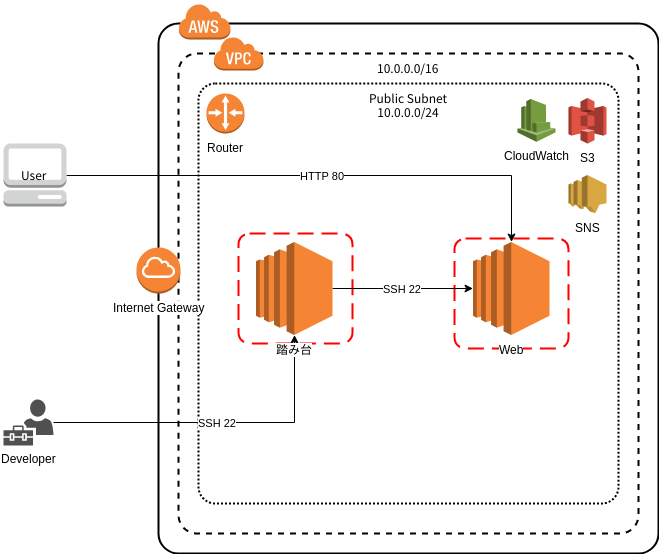 AWS
VPC
10.0.0.0/16
Public Subnet
10.0.0.0/24
Router
CloudWatch
S3
User
HTTP 80
SNS
Internet Gateway
SSH 22
踏み台
Web
SSH 22
Developer